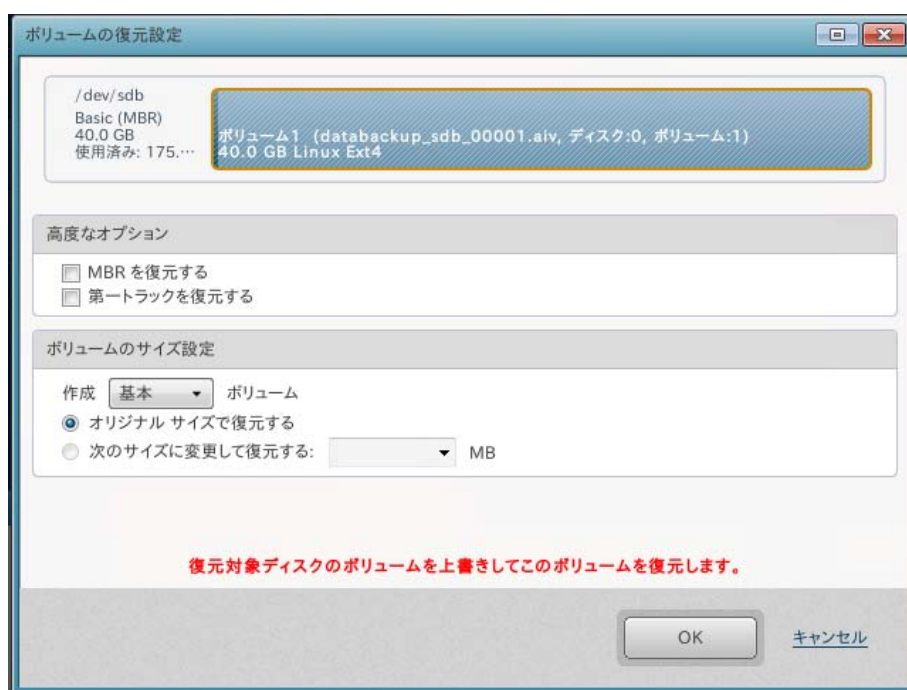 ボリュームの復元設定
/dev/sdb
Basic (MBR)
40.0 GB
使用済み: 175.…
ボリューム1 (databackup_sdb_00001.aiv, ディスク:0, ボリューム:1)
40.0 GB Linux Ext4
高度なオプション
MBR を復元する
第一トラックを復元する
ボリュームのサイズ設定
作成 基本 ボリューム
オリジナル サイズで復元する
次のサイズに変更して復元する: MB
復元対象ディスクのボリュームを上書きしてこのボリュームを復元します。
OK キャンセル